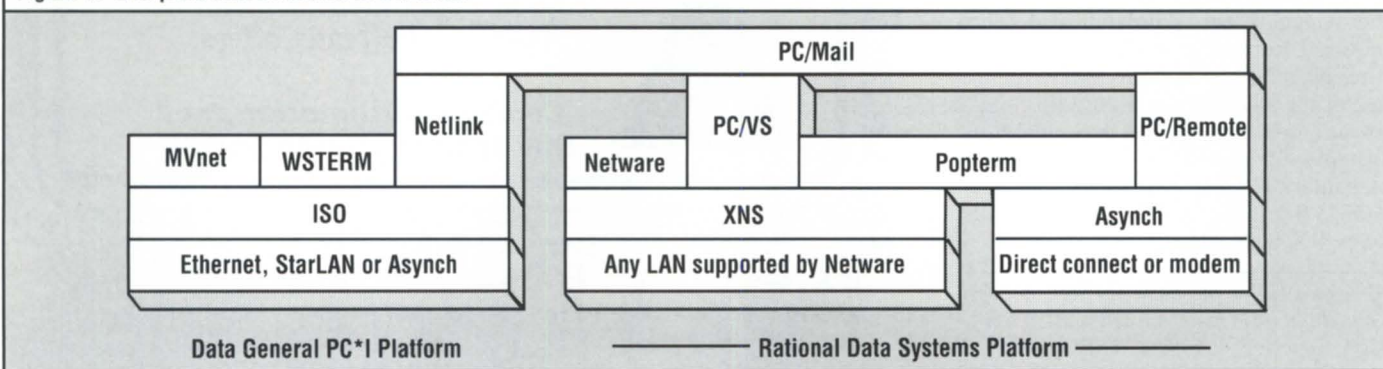 PC/Mail
Netlink
PC/VS
PC/Remote
MVnet
WSTERM
Netware
Popterm
ISO
XNS
Asynch
Ethernet, StarLAN or Asynch
Any LAN supported by Netware
Direct connect or modem
Data General PC*I Platform
Rational Data Systems Platform